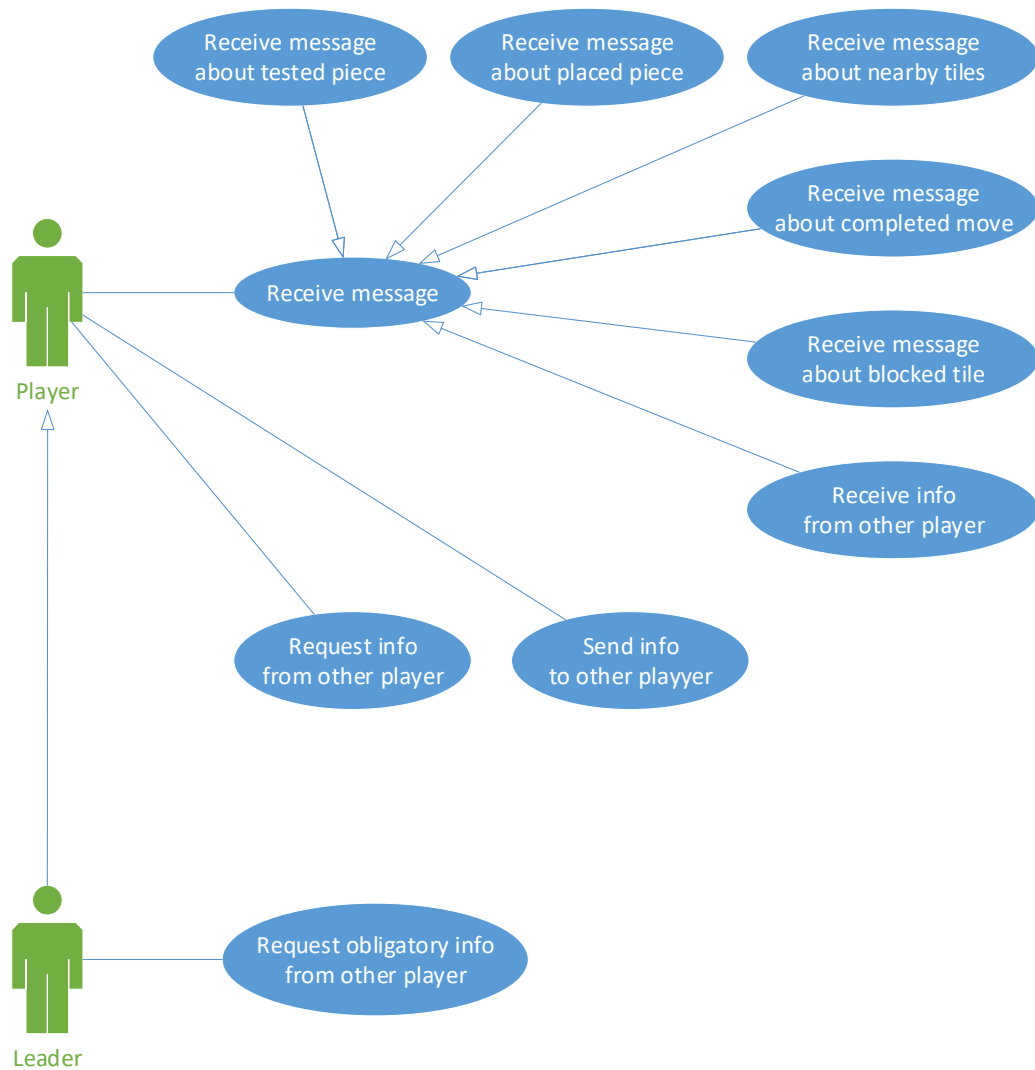 Receive message
about tested piece
Receive message
about placed piece
Receive message
about nearby tiles
Receive message
about completed move
Receive message
Player
Receive message
about blocked tile
Receive info
from other player
Request info
from other player
Send info
to other playyer
Request obligatory info
from other player
Leader